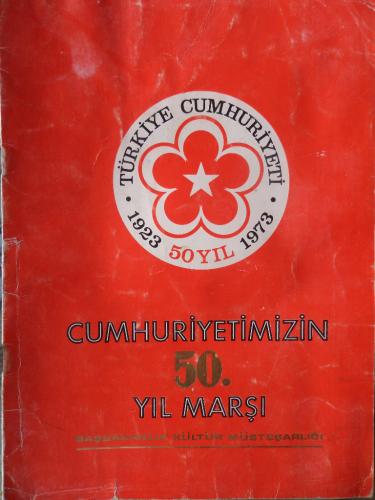 TÜRKİYE CUMHURİYETİ
1923 50 YIL 1973
CUMHURİYETİMİZİN
50.
YIL MARŞI
BAŞBAKANLIK KÜLTÜR MÜSTEŞARLIĞI